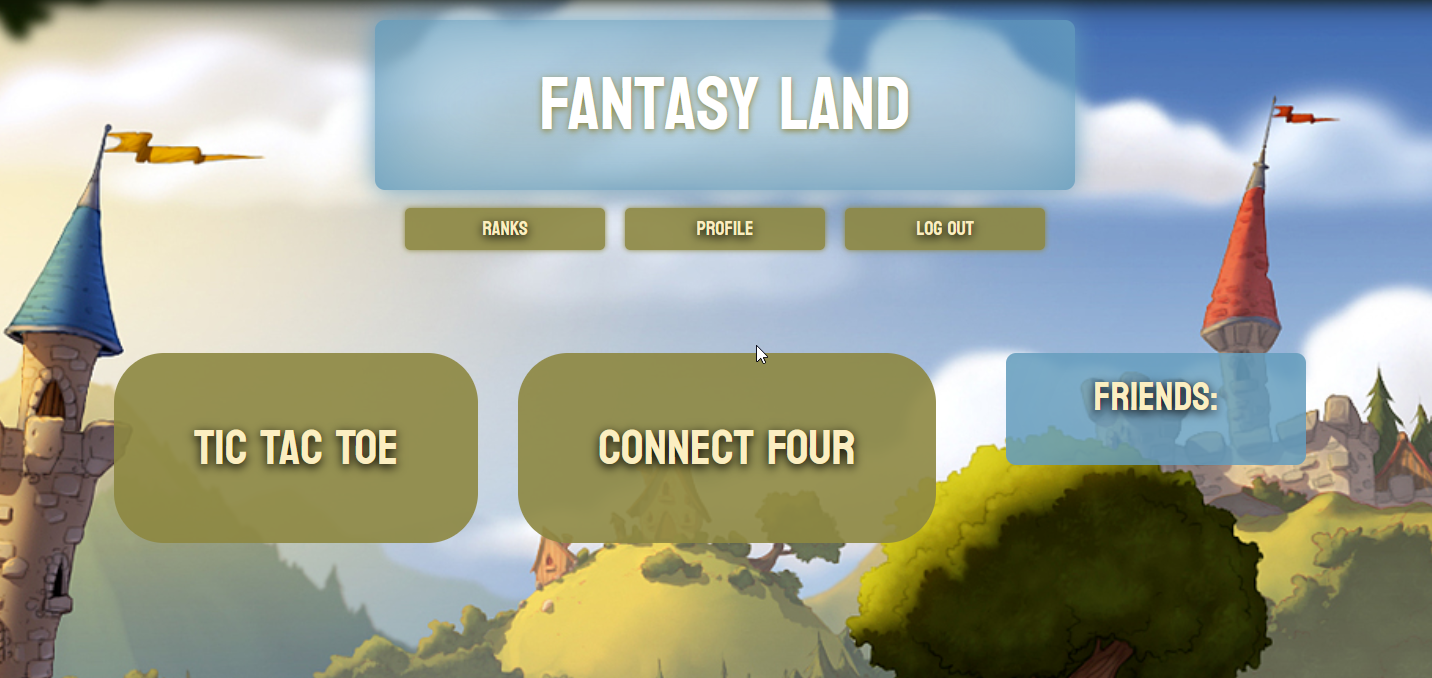 FANTASY LAND
RANKS
PROFILE
LOG OUT
TIC TAC TOE
CONNECT FOUR
FRIENDS: